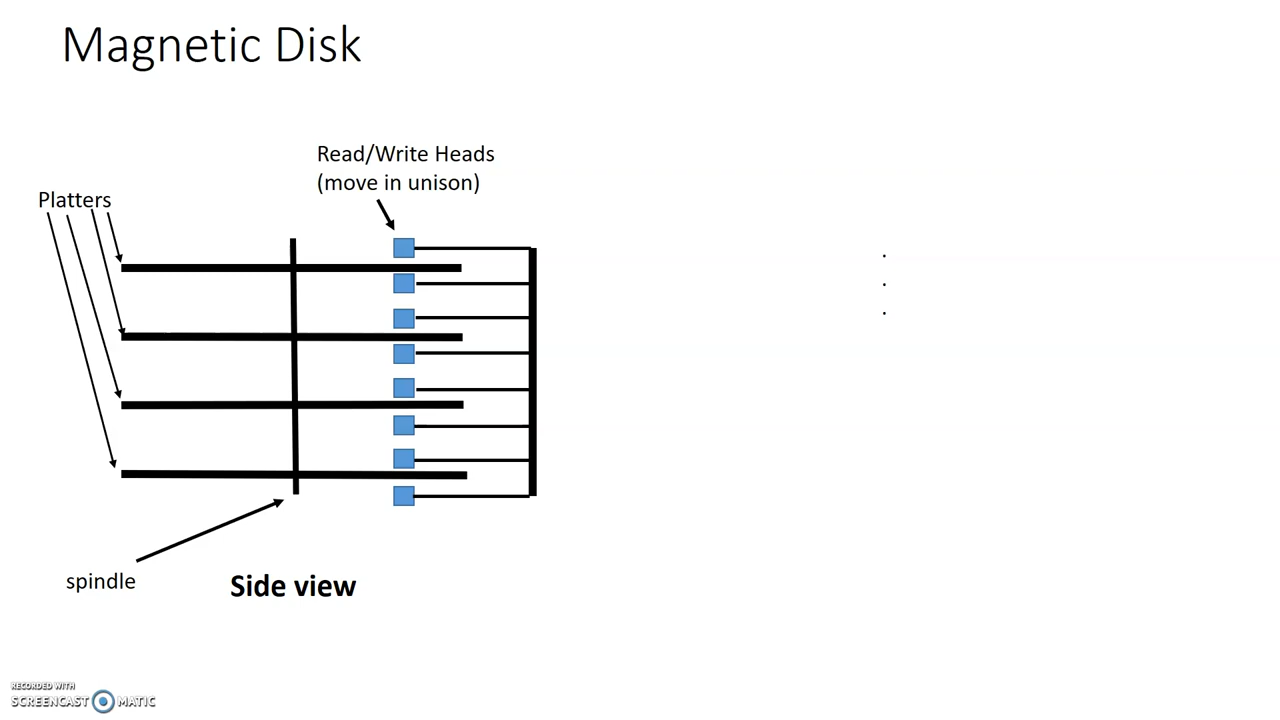 Magnetic Disk
Read/Write Heads
(move in unison)
Platters
.
.
.
spindle
Side view
RECORDED WITH
SCREENCAST MATIC